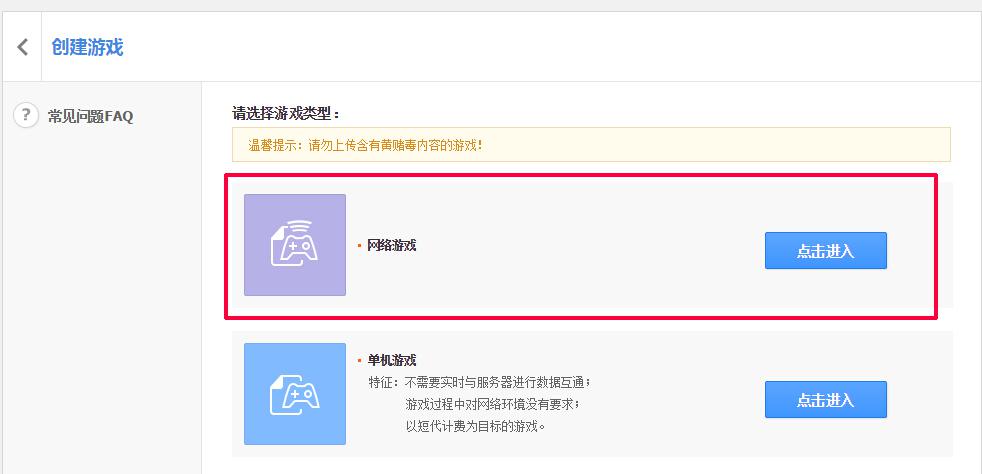 创建游戏
? 常见问题FAQ
请选择游戏类型：
温馨提示：请勿上传含有黄赌毒内容的游戏！
网络游戏
点击进入
单机游戏
特征：不需要实时与服务器进行数据互通；
游戏过程中对网络环境没有要求；
以短代计费为目标的游戏。
点击进入